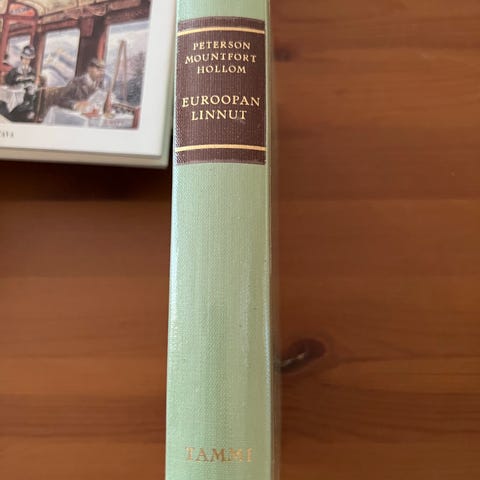 PETERSON
MOUNTFORT
HOLLOM
EUROOPAN
LINNUT
TAMMI